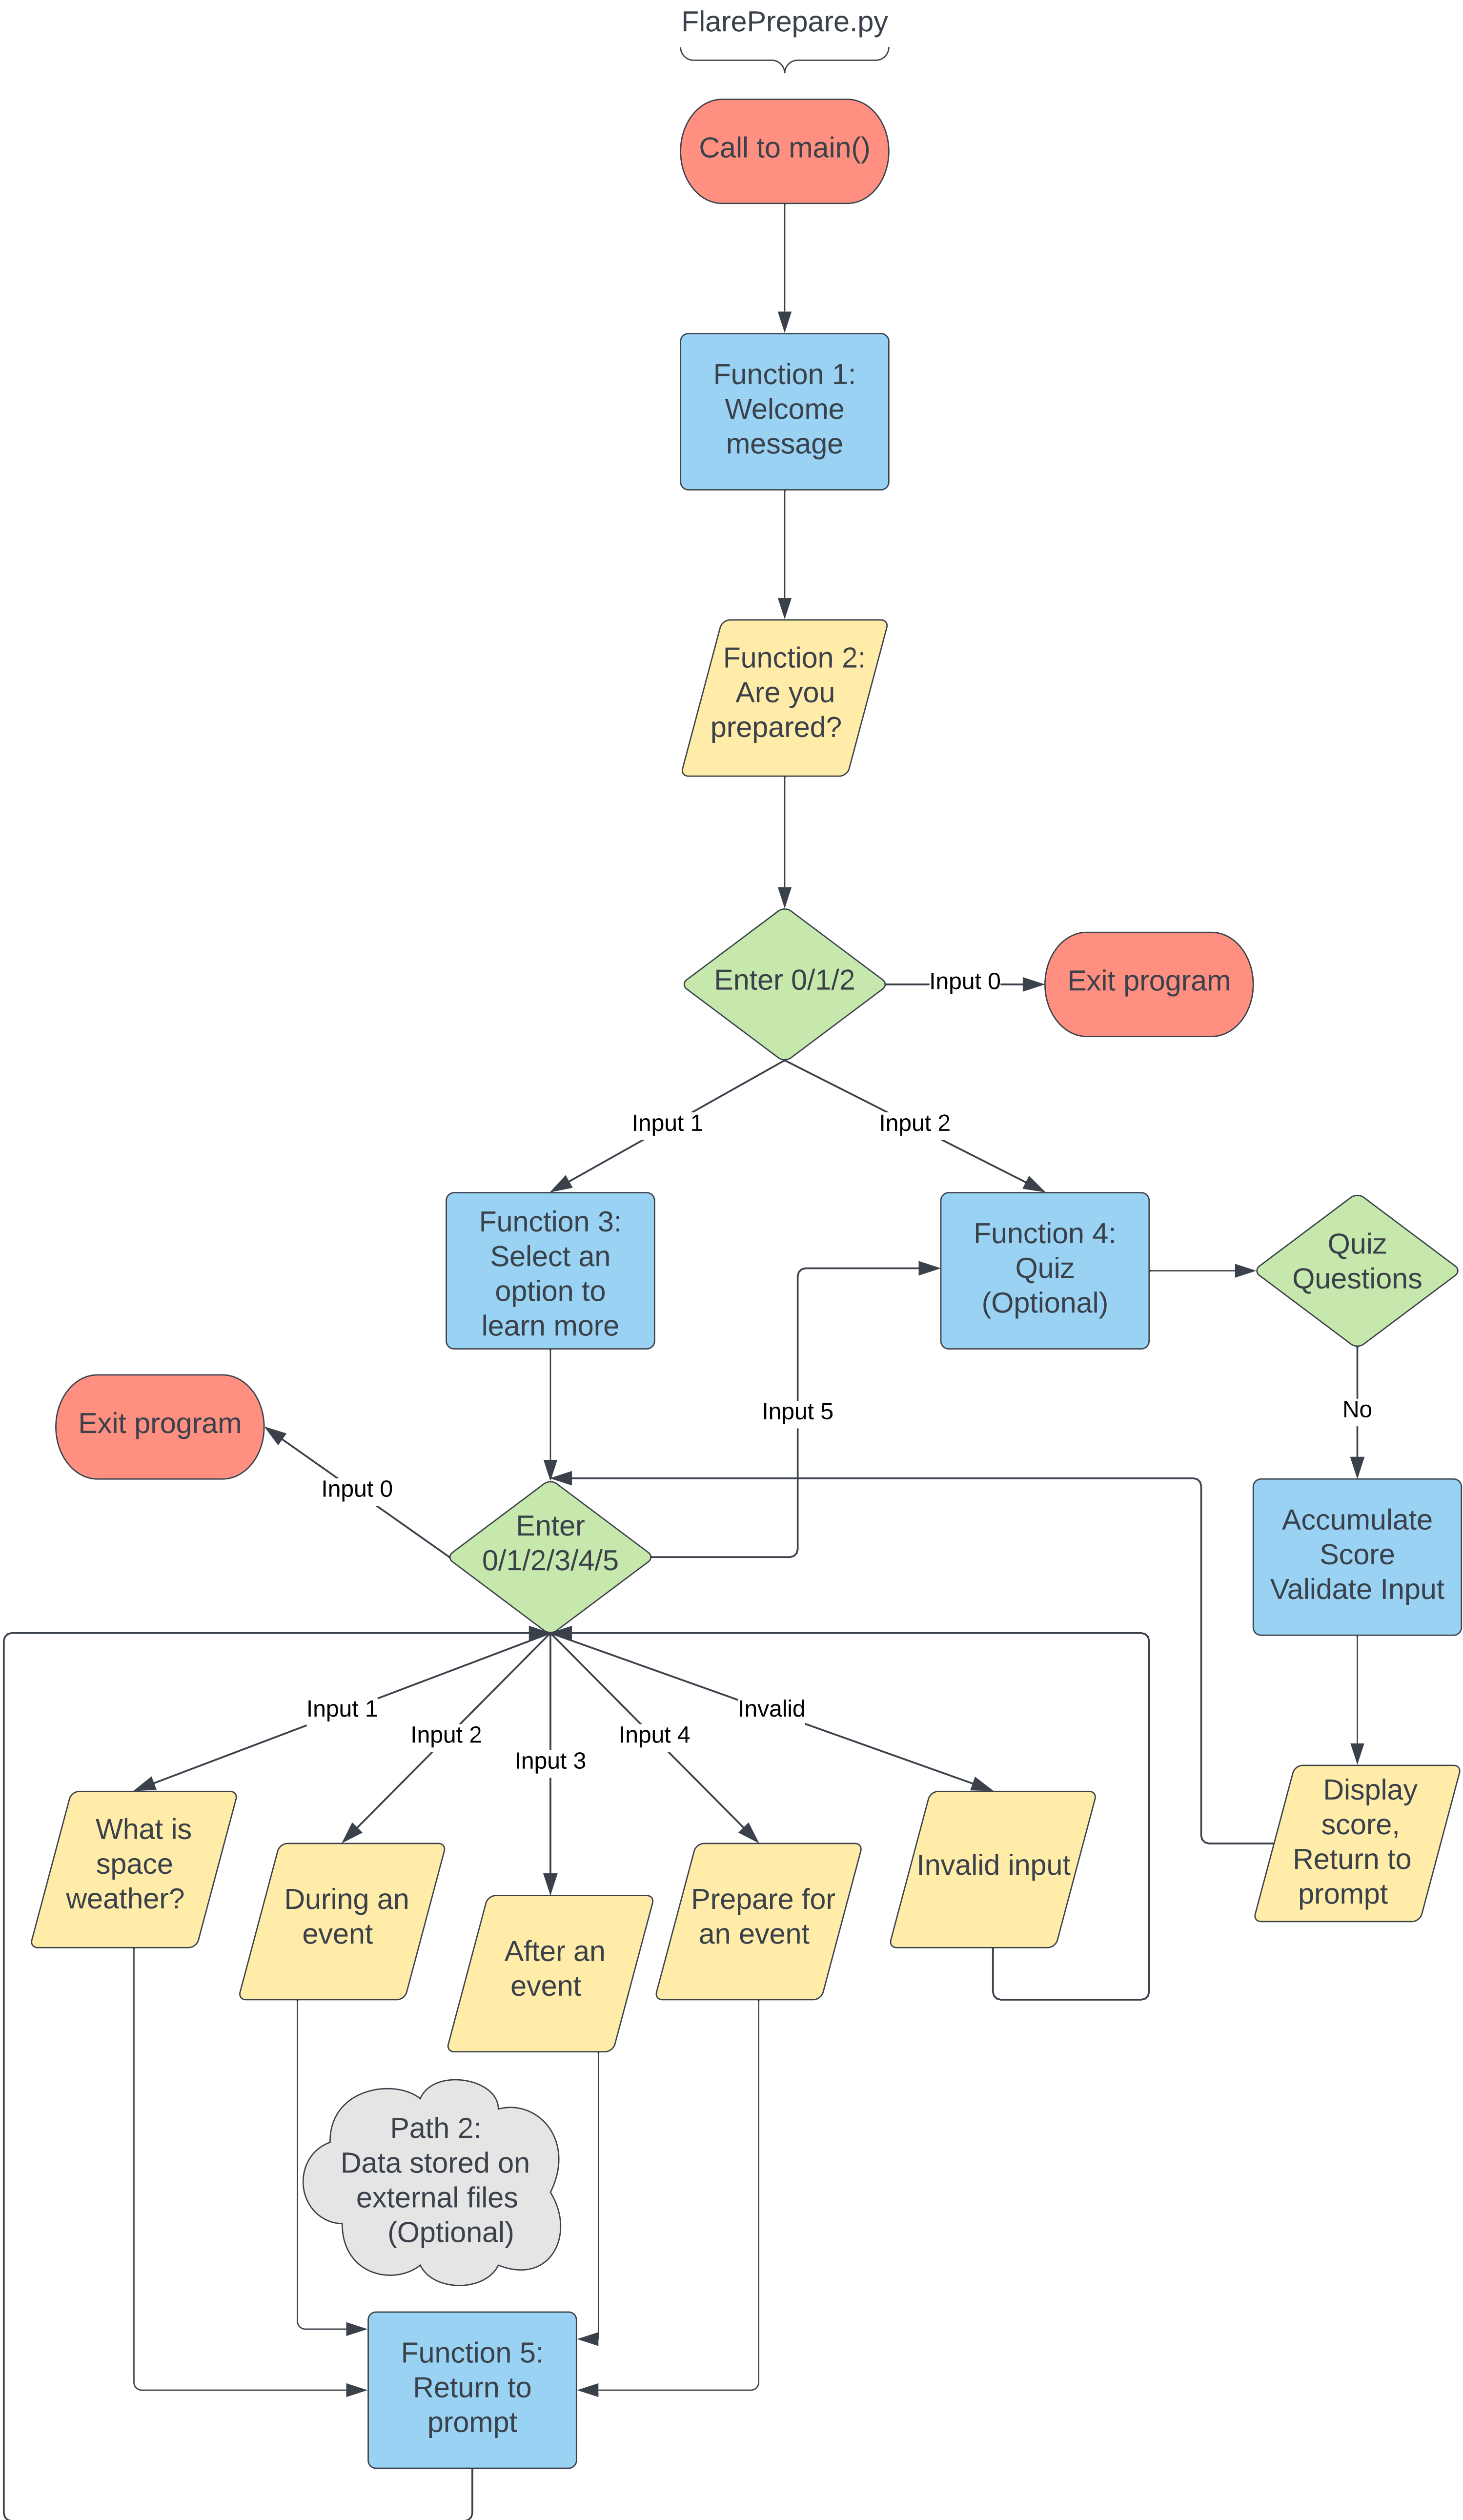 FlarePrepare.py
Call to main()
Function 1:
Welcome
message
Function 2:
Are you
prepared?
Enter 0/1/2
Input 0
Exit program
Input 1
Input 2
Function 3:
Select an
option to
learn more
Function 4:
Quiz
(Optional)
Quiz
Questions
Exit program
Input 5
No
Input 0
Enter
0/1/2/3/4/5
Accumulate
Score
Validate Input
Input 1
Input 2
Input 3
Input 4
Invalid
What is
space
weather?
During an
event
After an
event
Prepare for
an event
Invalid input
Display
score,
Return to
prompt
Path 2:
Data stored on
external files
(Optional)
Function 5:
Return to
prompt